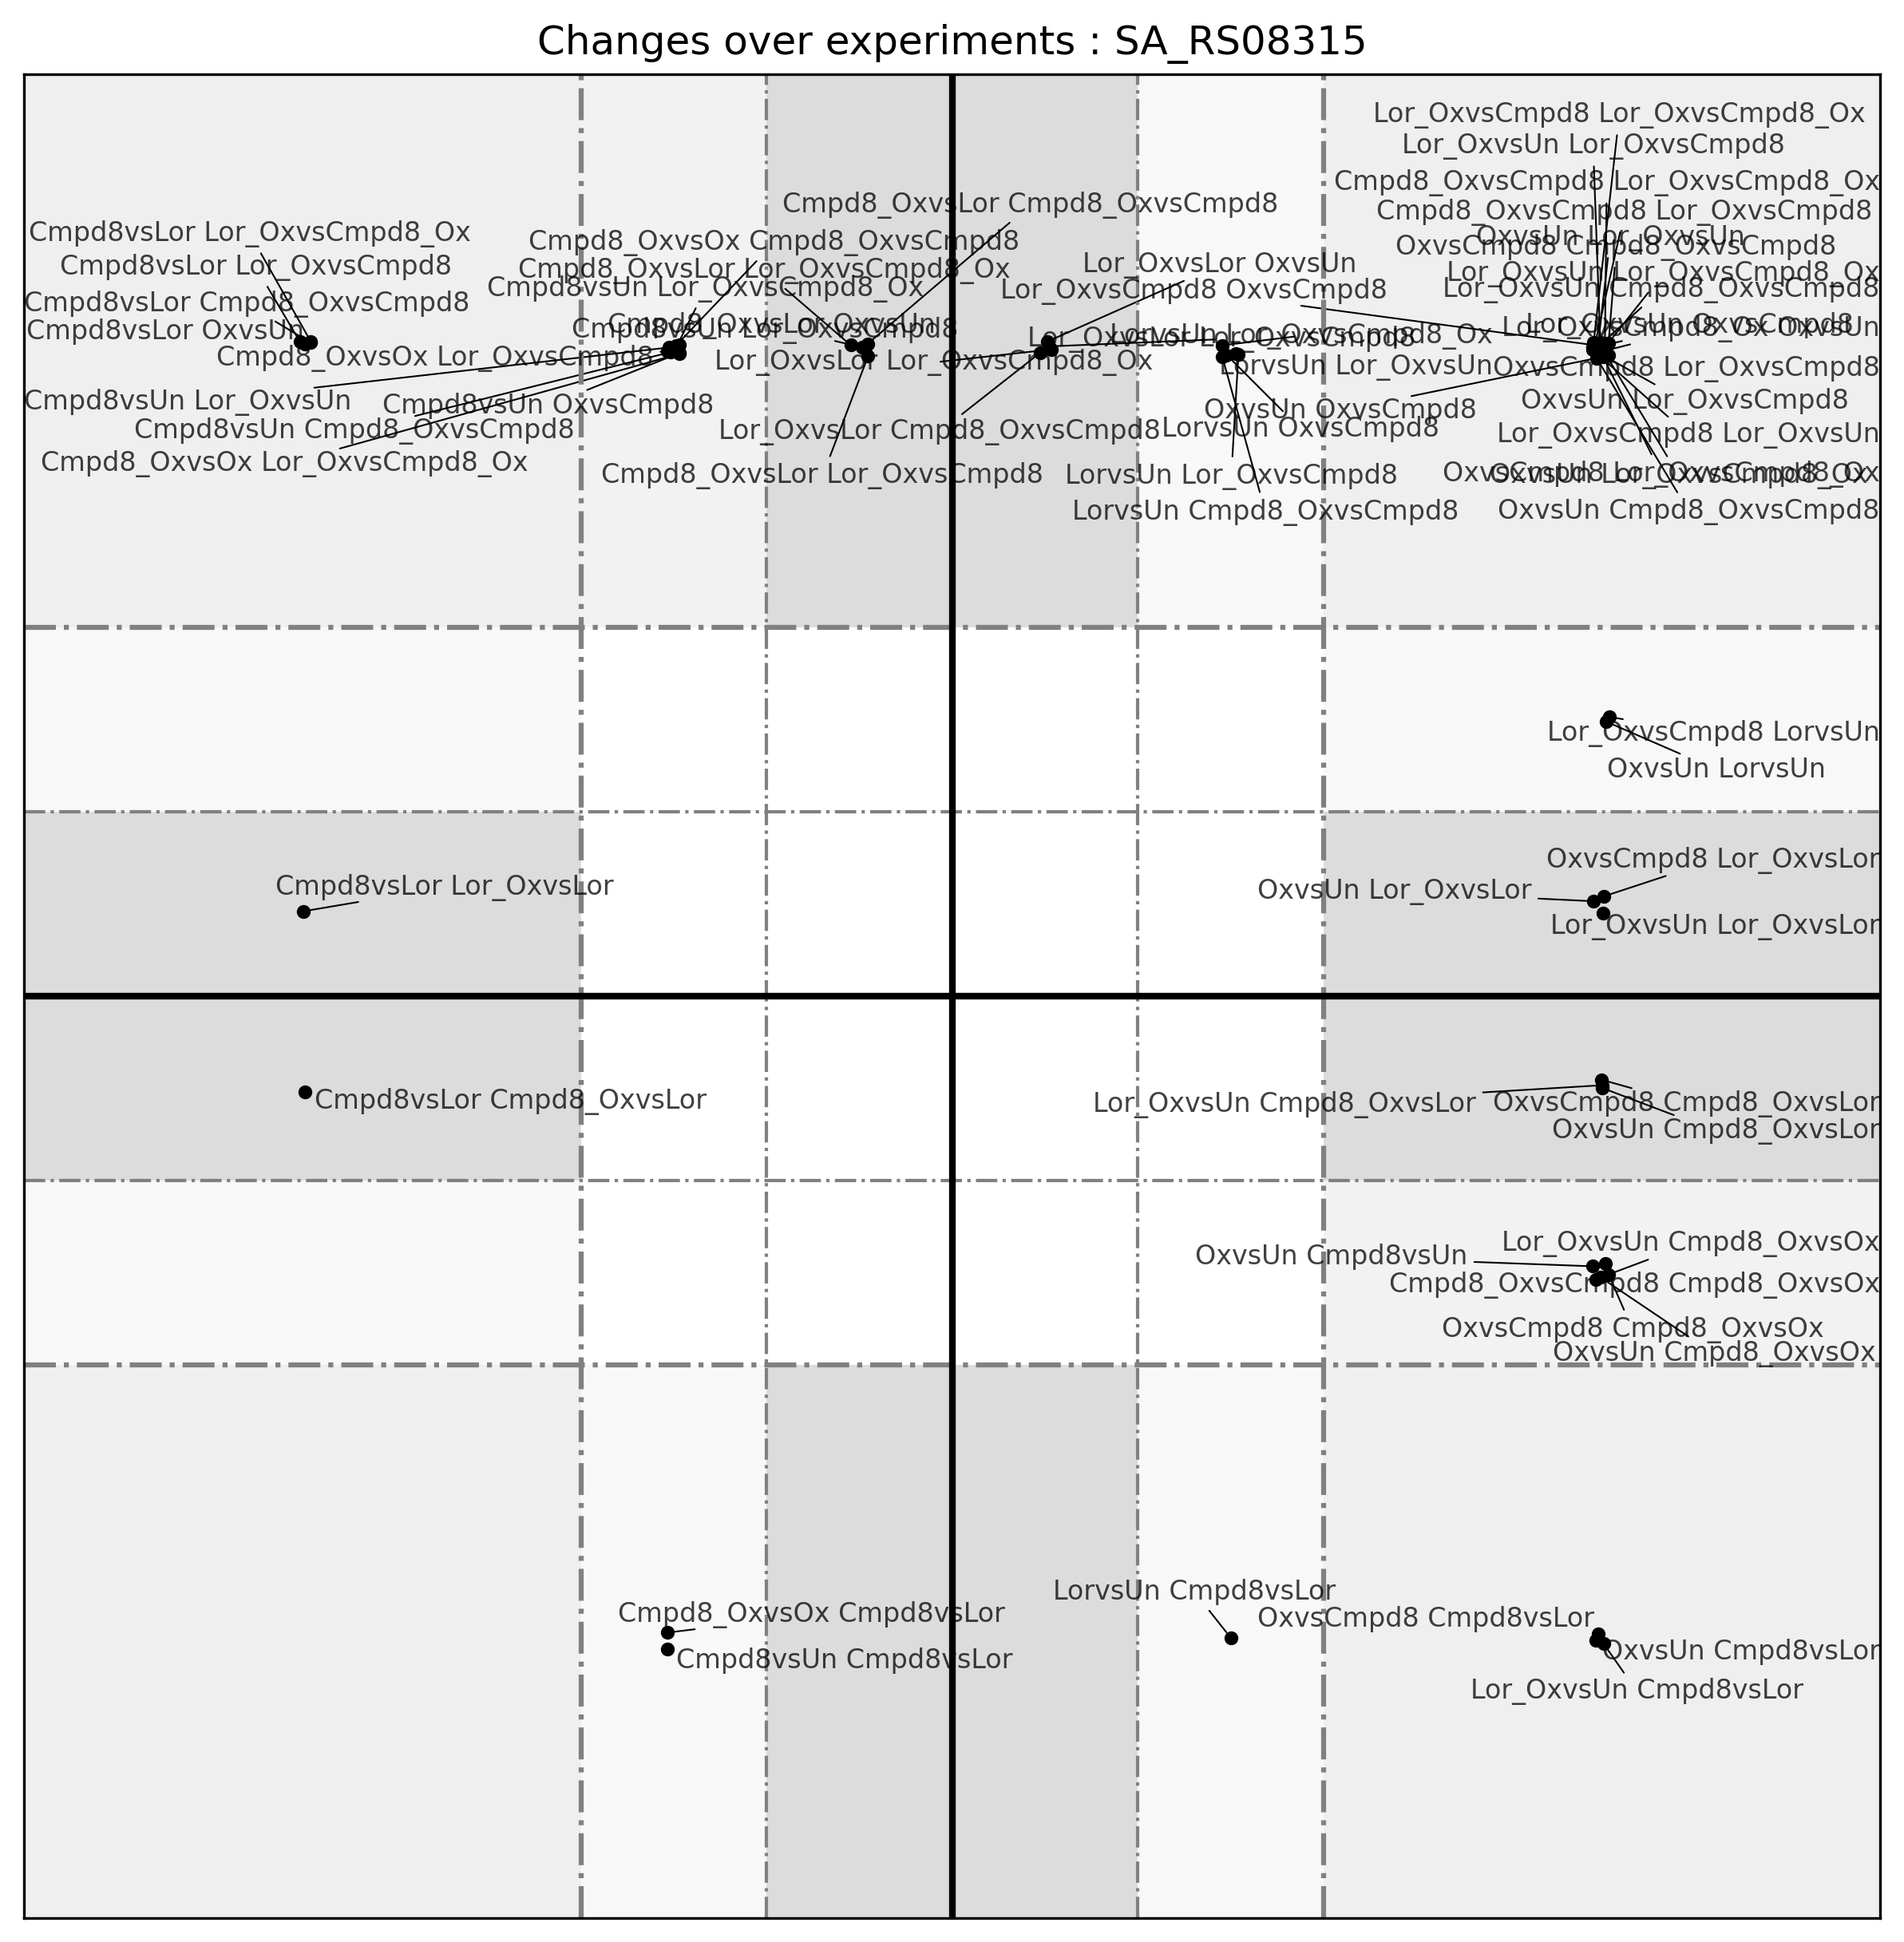 Changes over experiments : SA_RS08315
Lor_OxvsCmpd8 Lor_OxvsCmpd8_Ox
Lor_OxvsUn Lor_OxvsCmpd8
Cmpd8_OxvsCmpd8 Lor_OxvsCmpd8_Ox
Cmpd8_OxvsLor Cmpd8_OxvsCmpd8
Cmpd8_OxvsCmpd8 Lor_OxvsCmpd8
Cmpd8vsLor Lor_OxvsCmpd8_Ox
Cmpd8_OxvsOx Cmpd8_OxvsCmpd8
OxvsUn Lor_OxvsUn
OxvsCmpd8 Cmpd8_OxvsCmpd8
Cmpd8vsLor Lor_OxvsCmpd8
Cmpd8_OxvsLor Lor_OxvsCmpd8_Ox
Lor_OxvsLor OxvsUn
Lor_OxvsUn Lor_OxvsCmpd8_Ox
Cmpd8vsUn Lor_OxvsCmpd8_Ox
Lor_OxvsCmpd8 OxvsCmpd8
Lor_OxvsUn Cmpd8_OxvsCmpd8
Cmpd8vsLor Cmpd8_OxvsCmpd8
Cmpd8vsLor OxvsUn
Cmpd8vsUn Lor_OxvsCmpd8
Cmpd8_OxvsLor OxvsUn
Lor_OxvsLor Lor_OxvsCmpd8
LorvsUn Lor_OxvsCmpd8_Ox
Lor_OxvsUn OxvsCmpd8
Lor_OxvsCmpd8_Ox OxvsUn
Cmpd8_OxvsOx Lor_OxvsCmpd8
Lor_OxvsLor Lor_OxvsCmpd8_Ox
LorvsUn Lor_OxvsUn
OxvsCmpd8 Lor_OxvsCmpd8
Cmpd8vsUn Lor_OxvsUn
Cmpd8vsUn OxvsCmpd8
OxvsUn OxvsCmpd8
OxvsUn Lor_OxvsCmpd8
Cmpd8vsUn Cmpd8_OxvsCmpd8
Lor_OxvsLor Cmpd8_OxvsCmpd8
LorvsUn OxvsCmpd8
Lor_OxvsCmpd8 Lor_OxvsUn
Cmpd8_OxvsOx Lor_OxvsCmpd8_Ox
Cmpd8_OxvsLor Lor_OxvsCmpd8
LorvsUn Lor_OxvsCmpd8
OxvsCmpd8 Lor_OxvsCmpd8_Ox
OxvsUn Lor_OxvsCmpd8_Ox
LorvsUn Cmpd8_OxvsCmpd8
OxvsUn Cmpd8_OxvsCmpd8
Lor_OxvsCmpd8 LorvsUn
OxvsUn LorvsUn
OxvsCmpd8 Lor_OxvsLor
Cmpd8vsLor Lor_OxvsLor
OxvsUn Lor_OxvsLor
Lor_OxvsUn Lor_OxvsLor
Cmpd8vsLor Cmpd8_OxvsLor
Lor_OxvsUn Cmpd8_OxvsLor
OxvsCmpd8 Cmpd8_OxvsLor
OxvsUn Cmpd8_OxvsLor
Lor_OxvsUn Cmpd8_OxvsOx
OxvsUn Cmpd8vsUn
Cmpd8_OxvsCmpd8 Cmpd8_OxvsOx
OxvsCmpd8 Cmpd8_OxvsOx
OxvsUn Cmpd8_OxvsOx
LorvsUn Cmpd8vsLor
Cmpd8_OxvsOx Cmpd8vsLor
OxvsCmpd8 Cmpd8vsLor
OxvsUn Cmpd8vsLor
Cmpd8vsUn Cmpd8vsLor
Lor_OxvsUn Cmpd8vsLor